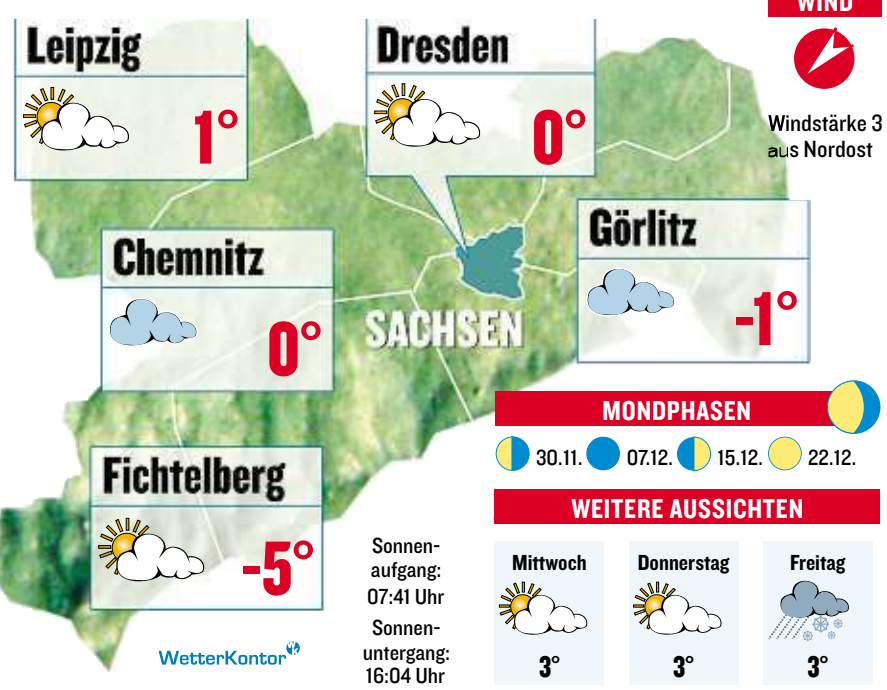 WIND
Windstärke 3
aus Nordost
Leipzig
1°
Dresden
0°
Chemnitz
0°
Görlitz
-1°
SACHSEN
Fichtelberg
-5°
WetterKontor
Sonnen-
aufgang:
07:41 Uhr
Sonnen-
untergang:
16:04 Uhr
MONDPHASEN
30.11. 07.12. 15.12. 22.12.
WEITERE AUSSICHTEN
Mittwoch Donnerstag Freitag
3° 3° 3°